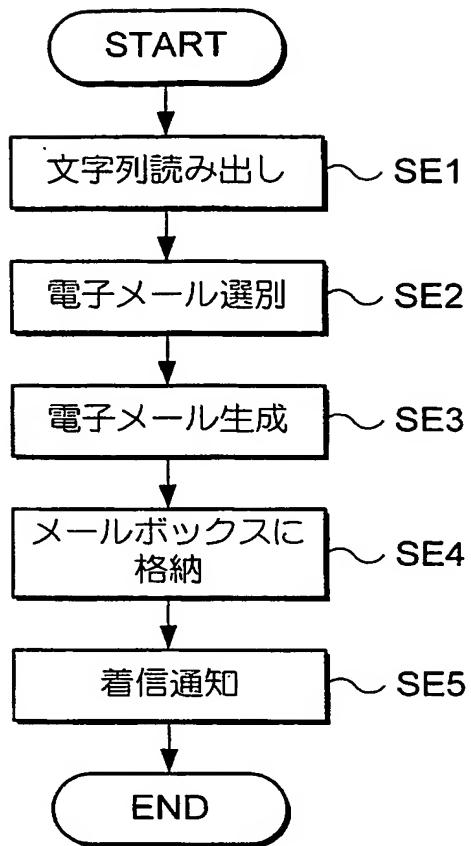 START
文字列読み出し SE1
電子メール選別 SE2
電子メール生成 SE3
メールボックスに
格納 SE4
着信通知 SE5
END